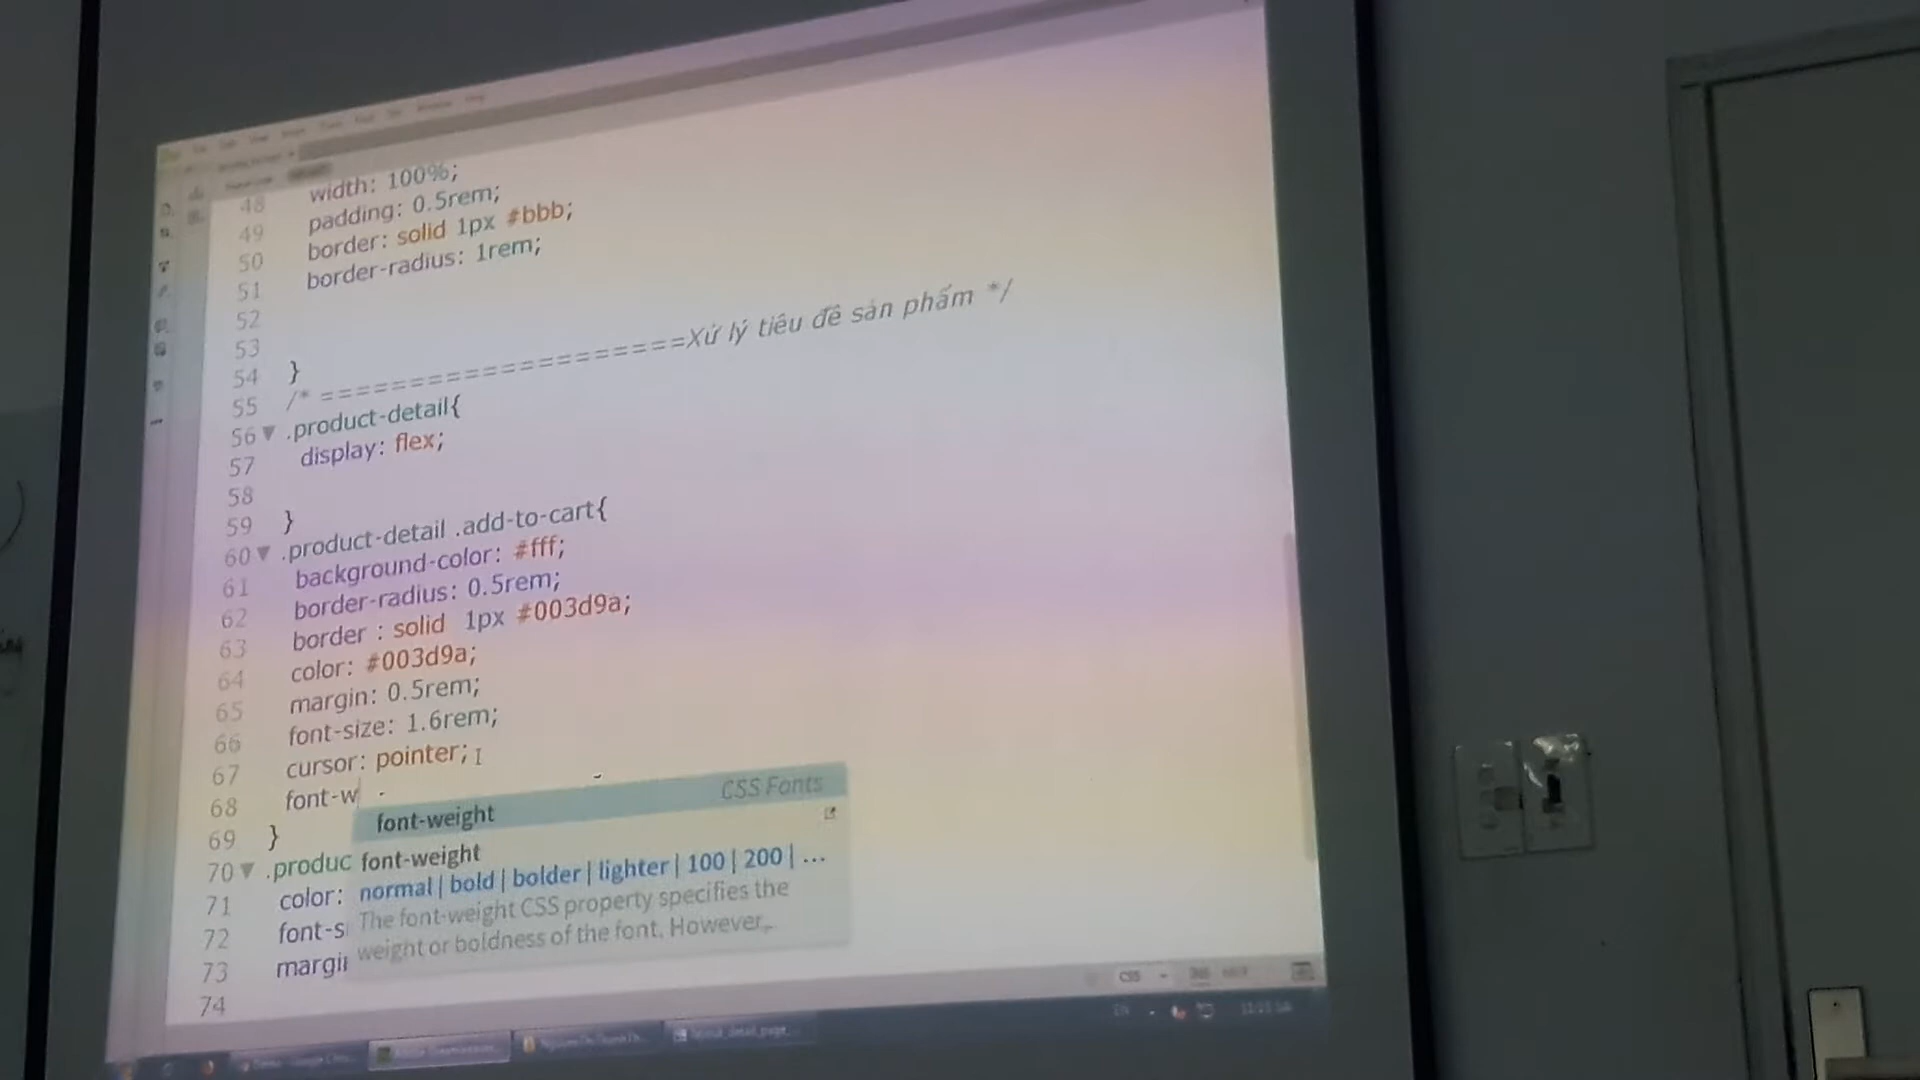 48 width: 100%;
49 padding: 0.5rem;
50 border: solid 1px #bbb;
51 border-radius: 1rem;
52
53
54 }
55 /* ====================Xử lý tiêu đề sản phẩm */
56 .product-detail{
57 display: flex;
58
59 }
60 .product-detail .add-to-cart{
61 background-color: #fff;
62 border-radius: 0.5rem;
63 border : solid 1px #003d9a;
64 color: #003d9a;
65 margin: 0.5rem;
66 font-size: 1.6rem;
67 cursor: pointer;
68 font-w
CSS Fonts
font-weight
69 }
70 .produc
font-weight
71 color:
normal | bold | bolder | lighter | 100 | 200 | ...
72 font-s
The font-weight CSS property specifies the
73 margin
weight or boldness of the font. However,
74
CSS